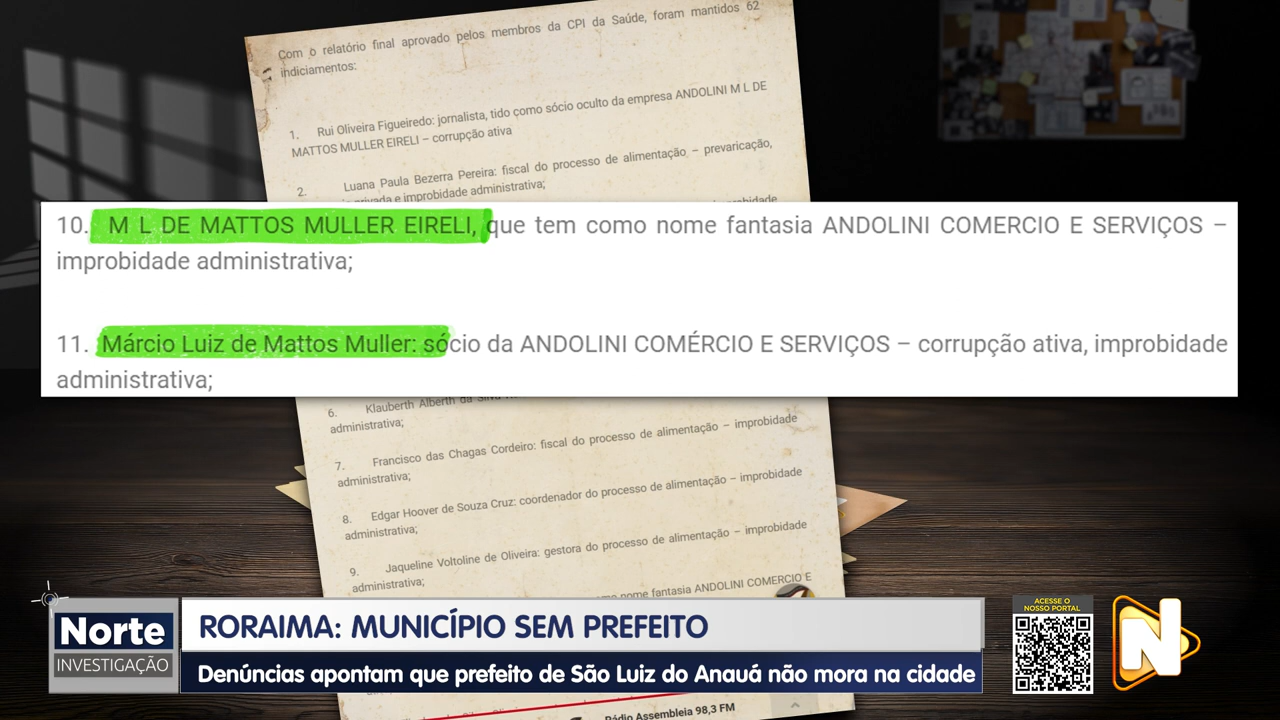 Com o relatório final aprovado pelos membros da CPI da Saúde, foram mantidos 62
indiciamentos:
1. Rui Oliveira Figueiredo: jornalista, tido como sócio oculto da empresa ANDOLINI M L DE
MATTOS MULLER EIRELI – corrupção ativa
2. Luana Paula Bezerra Pereira: fiscal do processo de alimentação – prevaricação,
privada e improbidade administrativa;
10. M L DE MATTOS MULLER EIRELI, que tem como nome fantasia ANDOLINI COMERCIO E SERVIÇOS –
improbidade administrativa;
11. Márcio Luiz de Mattos Muller: sócio da ANDOLINI COMÉRCIO E SERVIÇOS – corrupção ativa, improbidade
administrativa;
6. Klauberth Alberth da
administrativa;
7. Francisco das Chagas Cordeiro: fiscal do processo de alimentação – improbidade
administrativa;
8. Edgar Hoover de Souza Cruz: coordenador do processo de alimentação – improbidade
administrativa;
9. Jaqueline Voltoline de Oliveira: gestora do processo de alimentação – improbidade
administrativa;
nome fantasia ANDOLINI COMERCIO E
Norte
INVESTIGAÇÃO
RORAIMA: MUNICÍPIO SEM PREFEITO
Denúncias apontam que prefeito de São Luiz do Anauá não mora na cidade
ACESSE O
NOSSO PORTAL
N
Rádio Assembleia 98,3 FM